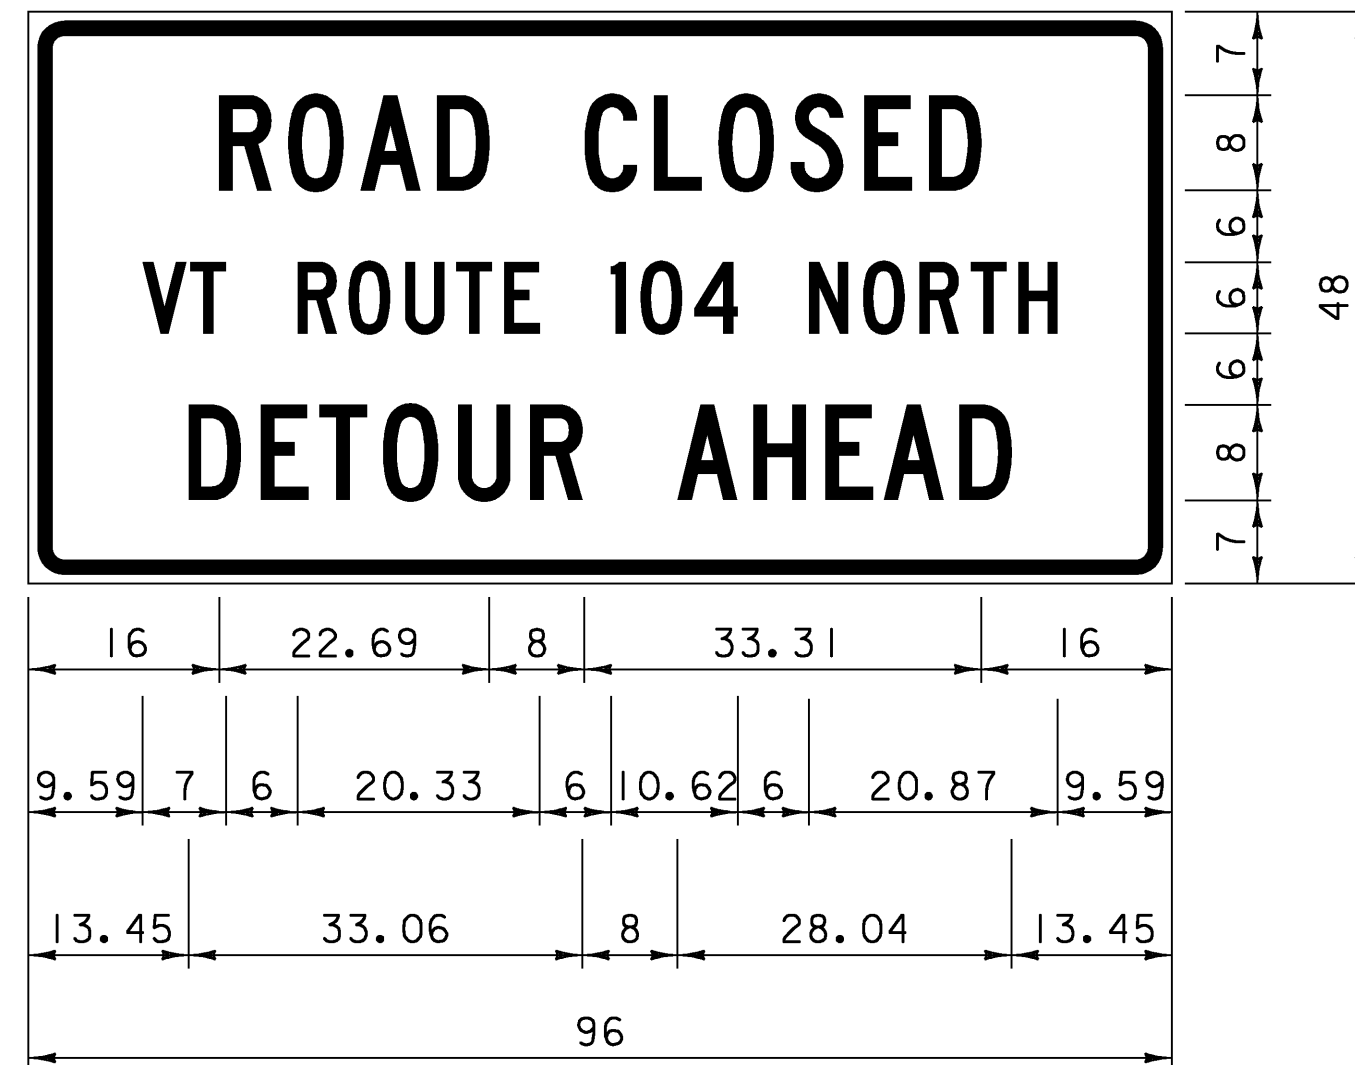 ROAD CLOSED
VT ROUTE 104 NORTH
DETOUR AHEAD
7
8
6
6
6
8
7
48
16 22.69 8 33.31 16
9.59 7 6 20.33 6 10.62 6 20.87 9.59
13.45 33.06 8 28.04 13.45
96